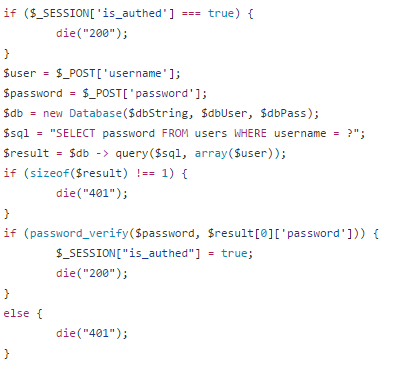 if ($_SESSION['is_authed'] === true) {
        die("200");
}
$user = $_POST['username'];
$password = $_POST['password'];
$db = new Database($dbString, $dbUser, $dbPass);
$sql = "SELECT password FROM users WHERE username = ?";
$result = $db -> query($sql, array($user));
if (sizeof($result) !== 1) {
        die("401");
}
if (password_verify($password, $result[0]['password'])) {
        $_SESSION["is_authed"] = true;
        die("200");
}
else {
        die("401");
}